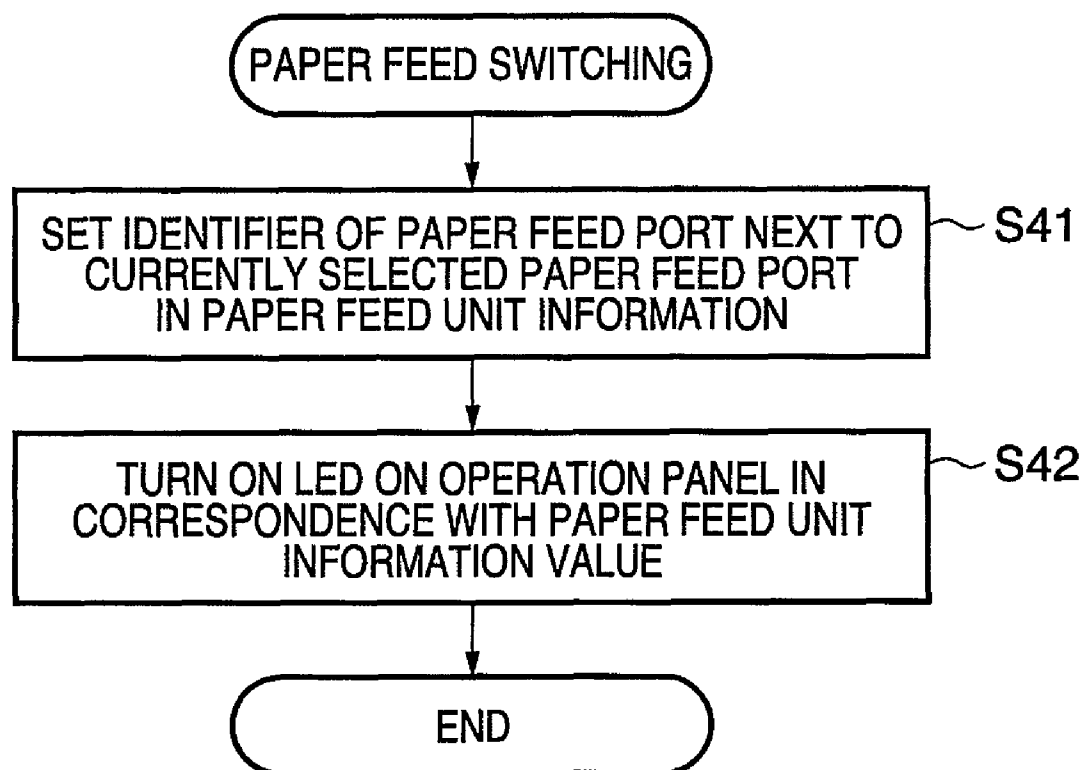 PAPER FEED SWITCHING
SET IDENTIFIER OF PAPER FEED PORT NEXT TO
CURRENTLY SELECTED PAPER FEED PORT
IN PAPER FEED UNIT INFORMATION
S41
TURN ON LED ON OPERATION PANEL IN
CORRESPONDENCE WITH PAPER FEED UNIT
INFORMATION VALUE
S42
END